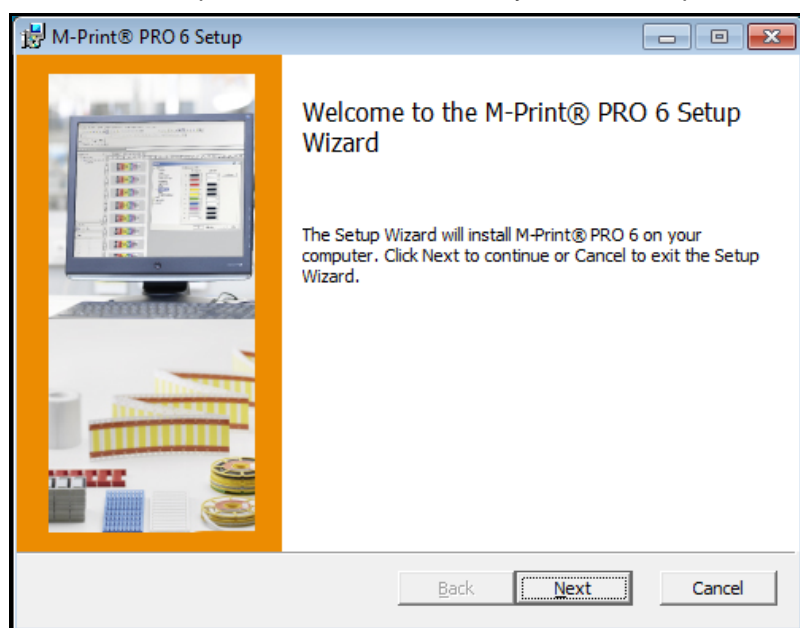 M-Print® PRO 6 Setup
Welcome to the M-Print® PRO 6 Setup
Wizard
The Setup Wizard will install M-Print® PRO 6 on your
computer. Click Next to continue or Cancel to exit the Setup
Wizard.
Back Next Cancel